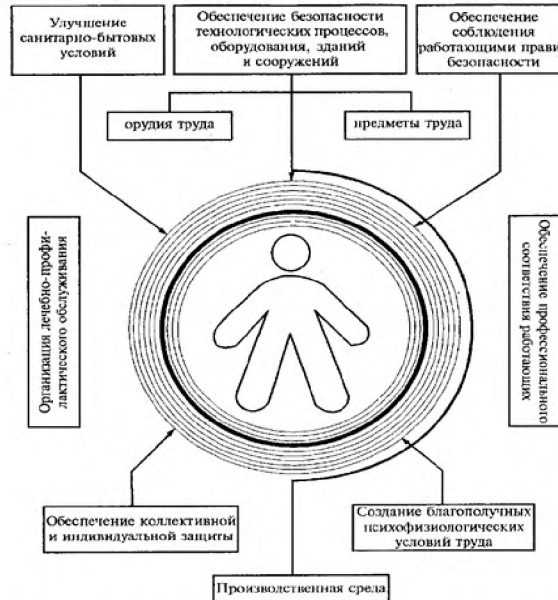 Улучшение
санитарно-бытовых
условий
Обеспечение безопасности
технологических процессов,
оборудования, зданий
и сооружений
Обеспечение
соблюдения
работающими прави
безопасности
орудия труда
предметы труда
Организация лечебно-профи-
лактического обслуживания
Обеспечение профессионального
соответствия работающих
Обеспечение коллективной
и индивидуальной защиты
Создание благополучных
психофизиологических
условий труда
Производственная среда